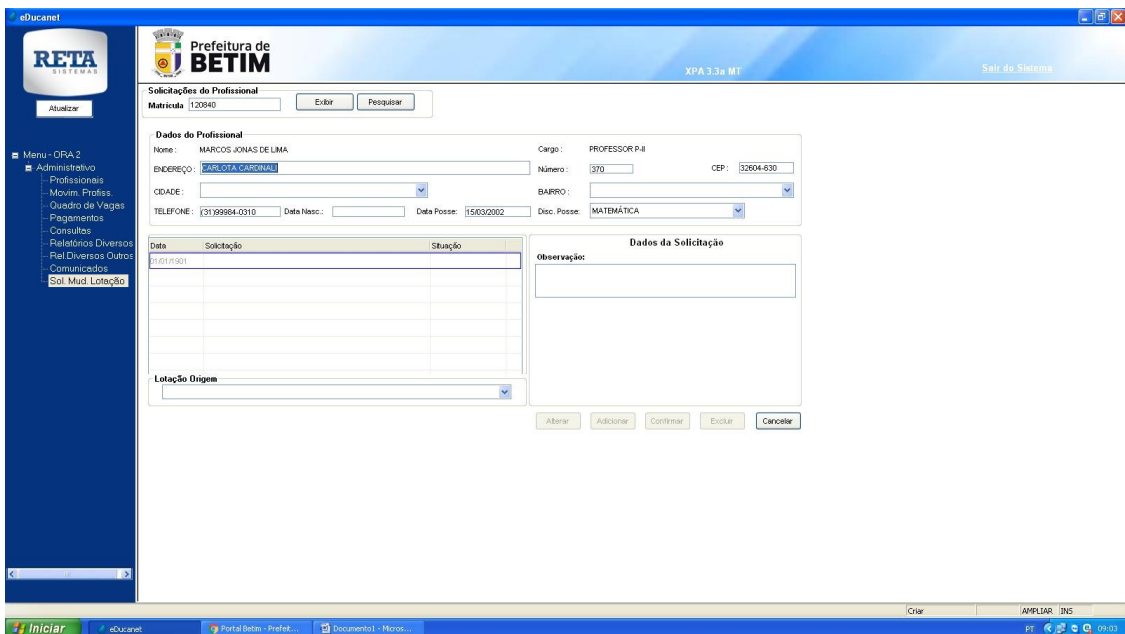 eDucanet
RETA
SISTEMAS
Atualizar
Menu - ORA 2
Administrativo
Profissionais
Movim. Profiss.
Quadro de Vagas
Pagamentos
Consultas
Relatórios Diversos
Rel.Diversos Outros
Comunicados
Sol. Mud. Lotação
Prefeitura de
BETIM
XPA 3.3a MT
Sair do Sistema
Solicitações do Profissional
Matrícula 120840 Exibir Pesquisar
Dados do Profissional
Nome : MARCOS JONAS DE LIMA Cargo : PROFESSOR P-II
ENDEREÇO : CARLOTA CARDINALI Número : 370 CEP : 32604-630
CIDADE : BAIRRO :
TELEFONE : (31)99984-0310 Data Nasc.: Data Posse: 15/03/2002 Disc. Posse: MATEMÁTICA
Data Solicitação Situação
01/01/1901
Dados da Solicitação
Observação:
Lotação Origem
Alterar Adicionar Confirmar Excluir Cancelar
Criar AMPLIAR INS
Iniciar eDucanet Portal Betim - Prefeit... Documento1 - Micros... PT 09:03